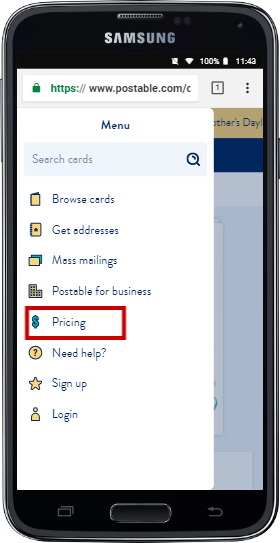 SAMSUNG
100% 11:43
https://www.postable.com/c
1
other's Day
Menu
Search cards
Browse cards
Get addresses
Mass mailings
Postable for business
Pricing
Need help?
Sign up
Login